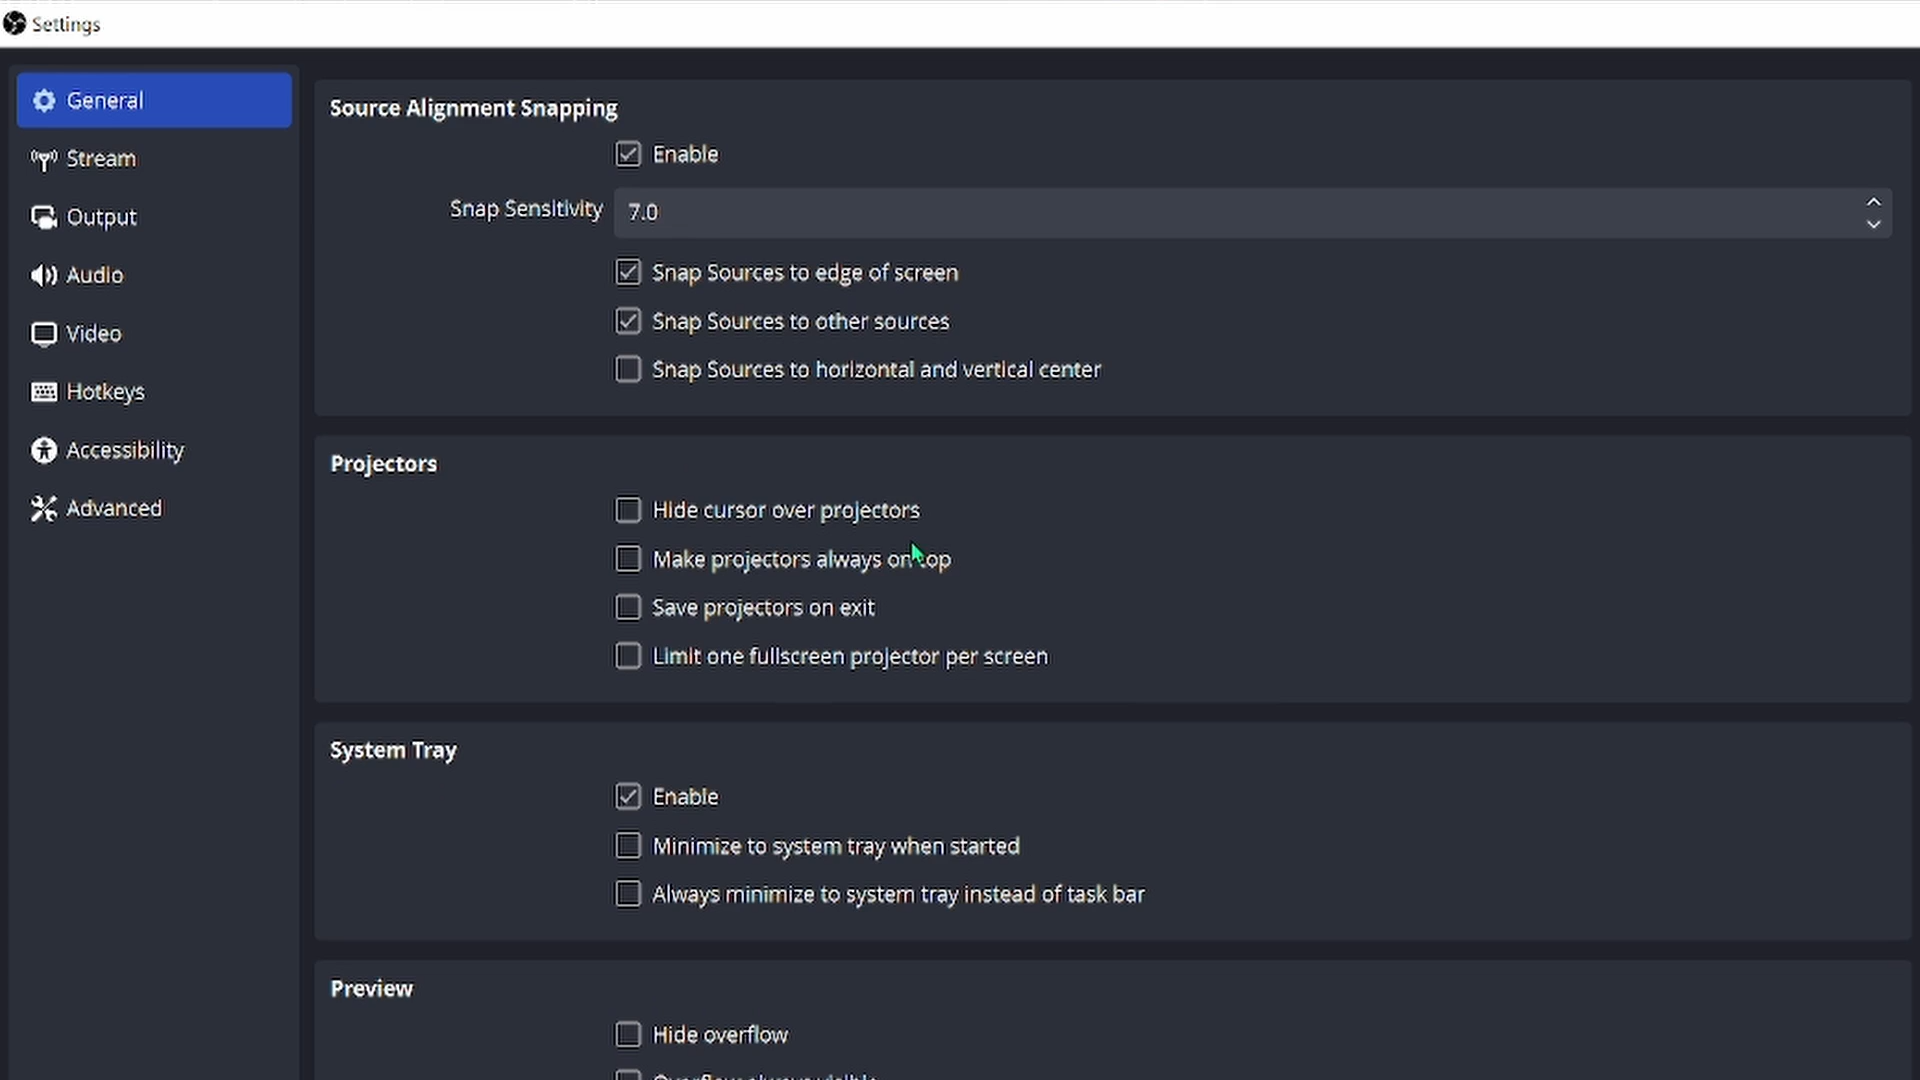 Settings
General
Stream
Output
Audio
Video
Hotkeys
Accessibility
Advanced
Source Alignment Snapping
Enable
Snap Sensitivity 7.0
Snap Sources to edge of screen
Snap Sources to other sources
Snap Sources to horizontal and vertical center
Projectors
Hide cursor over projectors
Make projectors always on top
Save projectors on exit
Limit one fullscreen projector per screen
System Tray
Enable
Minimize to system tray when started
Always minimize to system tray instead of task bar
Preview
Hide overflow